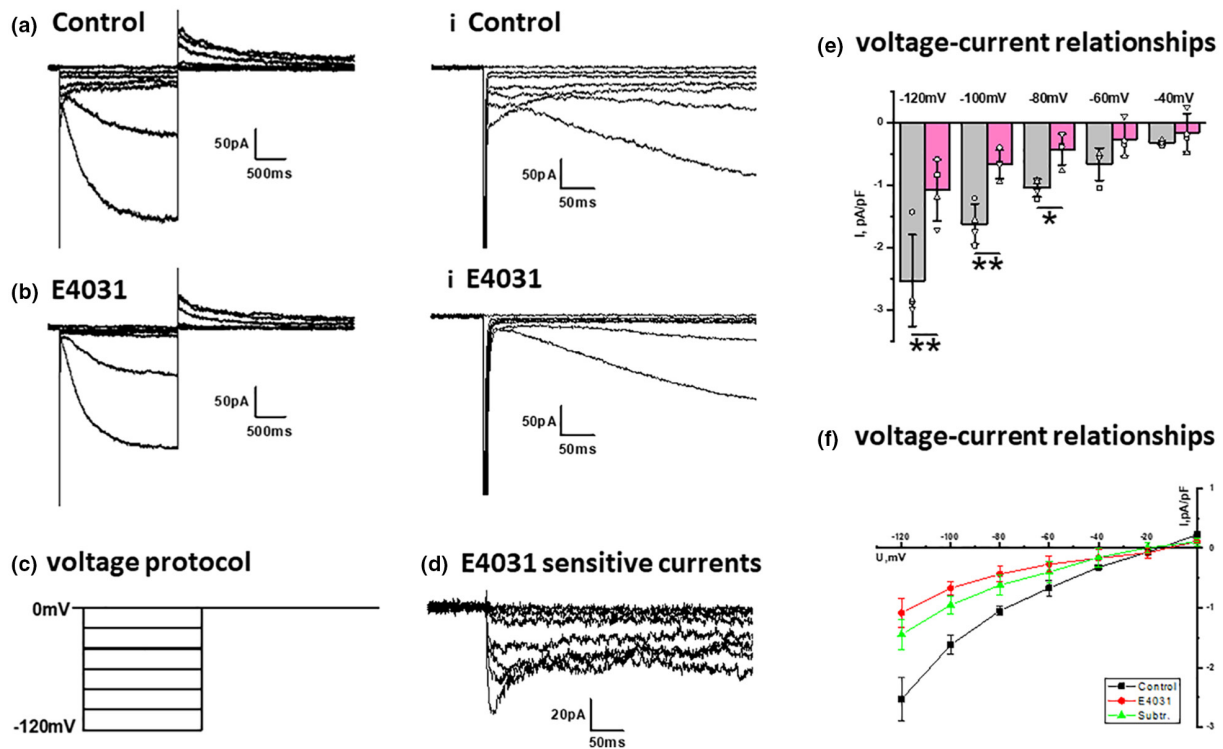 (a) Control
50pA
500ms
i Control
50pA
50ms
(b) E4031
50pA
500ms
i E4031
50pA
50ms
(c) voltage protocol
0mV
-120mV
(d) E4031 sensitive currents
20pA
50ms
(e) voltage-current relationships
-120mV -100mV -80mV -60mV -40mV
I, pA/pF
0
-1
-2
-3
**
**
*
(f) voltage-current relationships
I,pA/pF
1
-120 -100 -80 -60 -40 -20
U,mV
0
-1
-2
-3
Control
E4031
Subtr.